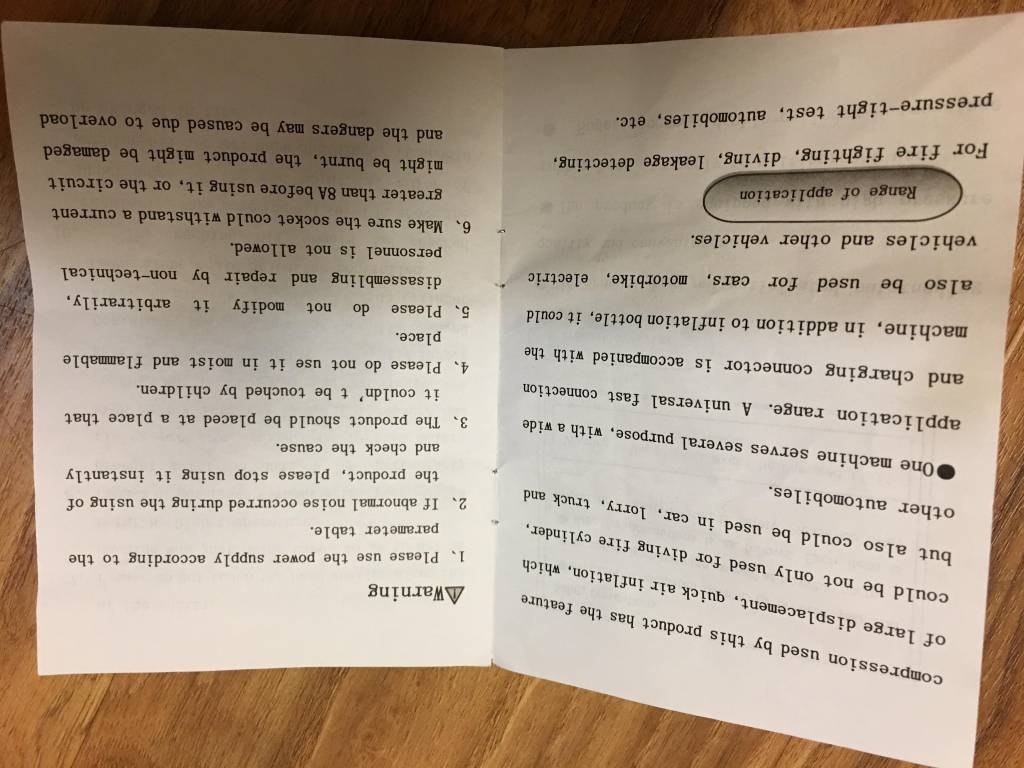 compression used by this product has the feature
of large displacement, quick air inflation, which
could be not only used for diving fire cylinder,
but also could be used in car, lorry, truck and
other automobiles.
●One machine serves several purpose, with a wide
application range. A universal fast connection
and charging connector is accompanied with the
machine, in addition to inflation bottle, it could
also be used for cars, motorbike, electric
vehicles and other vehicles.
Range of application
For fire fighting, diving, leakage detecting,
pressure-tight test, automobiles, etc.
⚠Warning
1、Please use the power supply according to the
parameter table.
2、If abnormal noise occurred during the using of
the product, please stop using it instantly
and check the cause.
3、The product should be placed at a place that
it couldn’ t be touched by children.
4、Please do not use it in moist and flammable
place.
5、Please do not modify it arbitrarily,
disassembling and repair by non-technical
personnel is not allowed.
6、Make sure the socket could withstand a current
greater than 8A before using it, or the circuit
might be burnt, the product might be damaged
and the dangers may be caused due to overload